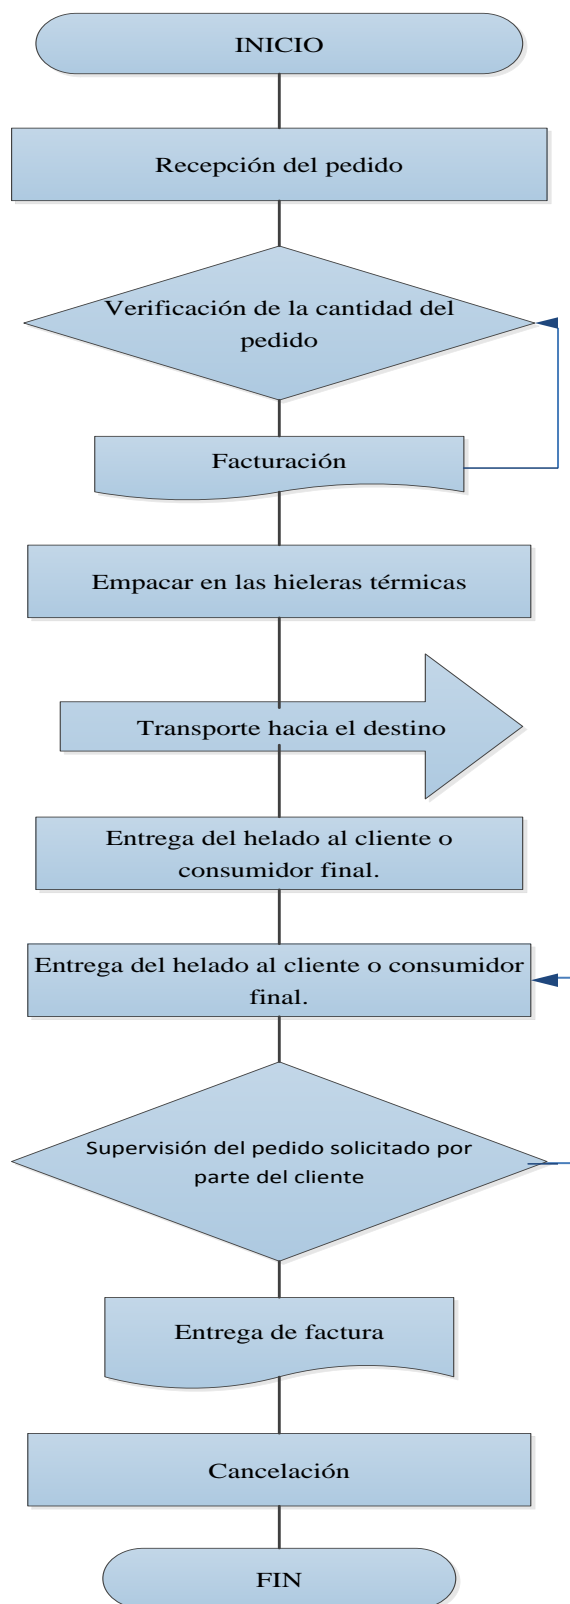 INICIO
Recepción del pedido
Verificación de la cantidad del
pedido
Facturación
Empacar en las hieleras térmicas
Transporte hacia el destino
Entrega del helado al cliente o
consumidor final.
Entrega del helado al cliente o consumidor
final.
Supervisión del pedido solicitado por
parte del cliente
Entrega de factura
Cancelación
FIN